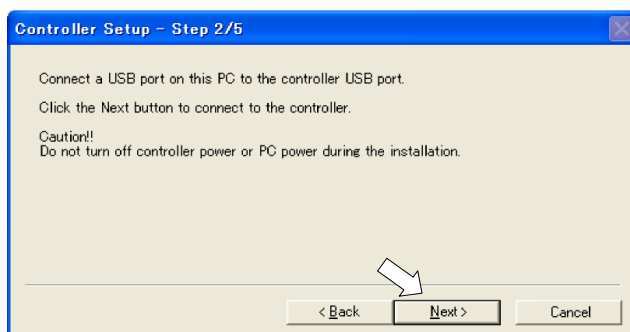 Controller Setup - Step 2/5
Connect a USB port on this PC to the controller USB port.
Click the Next button to connect to the controller.
Caution!!
Do not turn off controller power or PC power during the installation.
< Back
Next >
Cancel